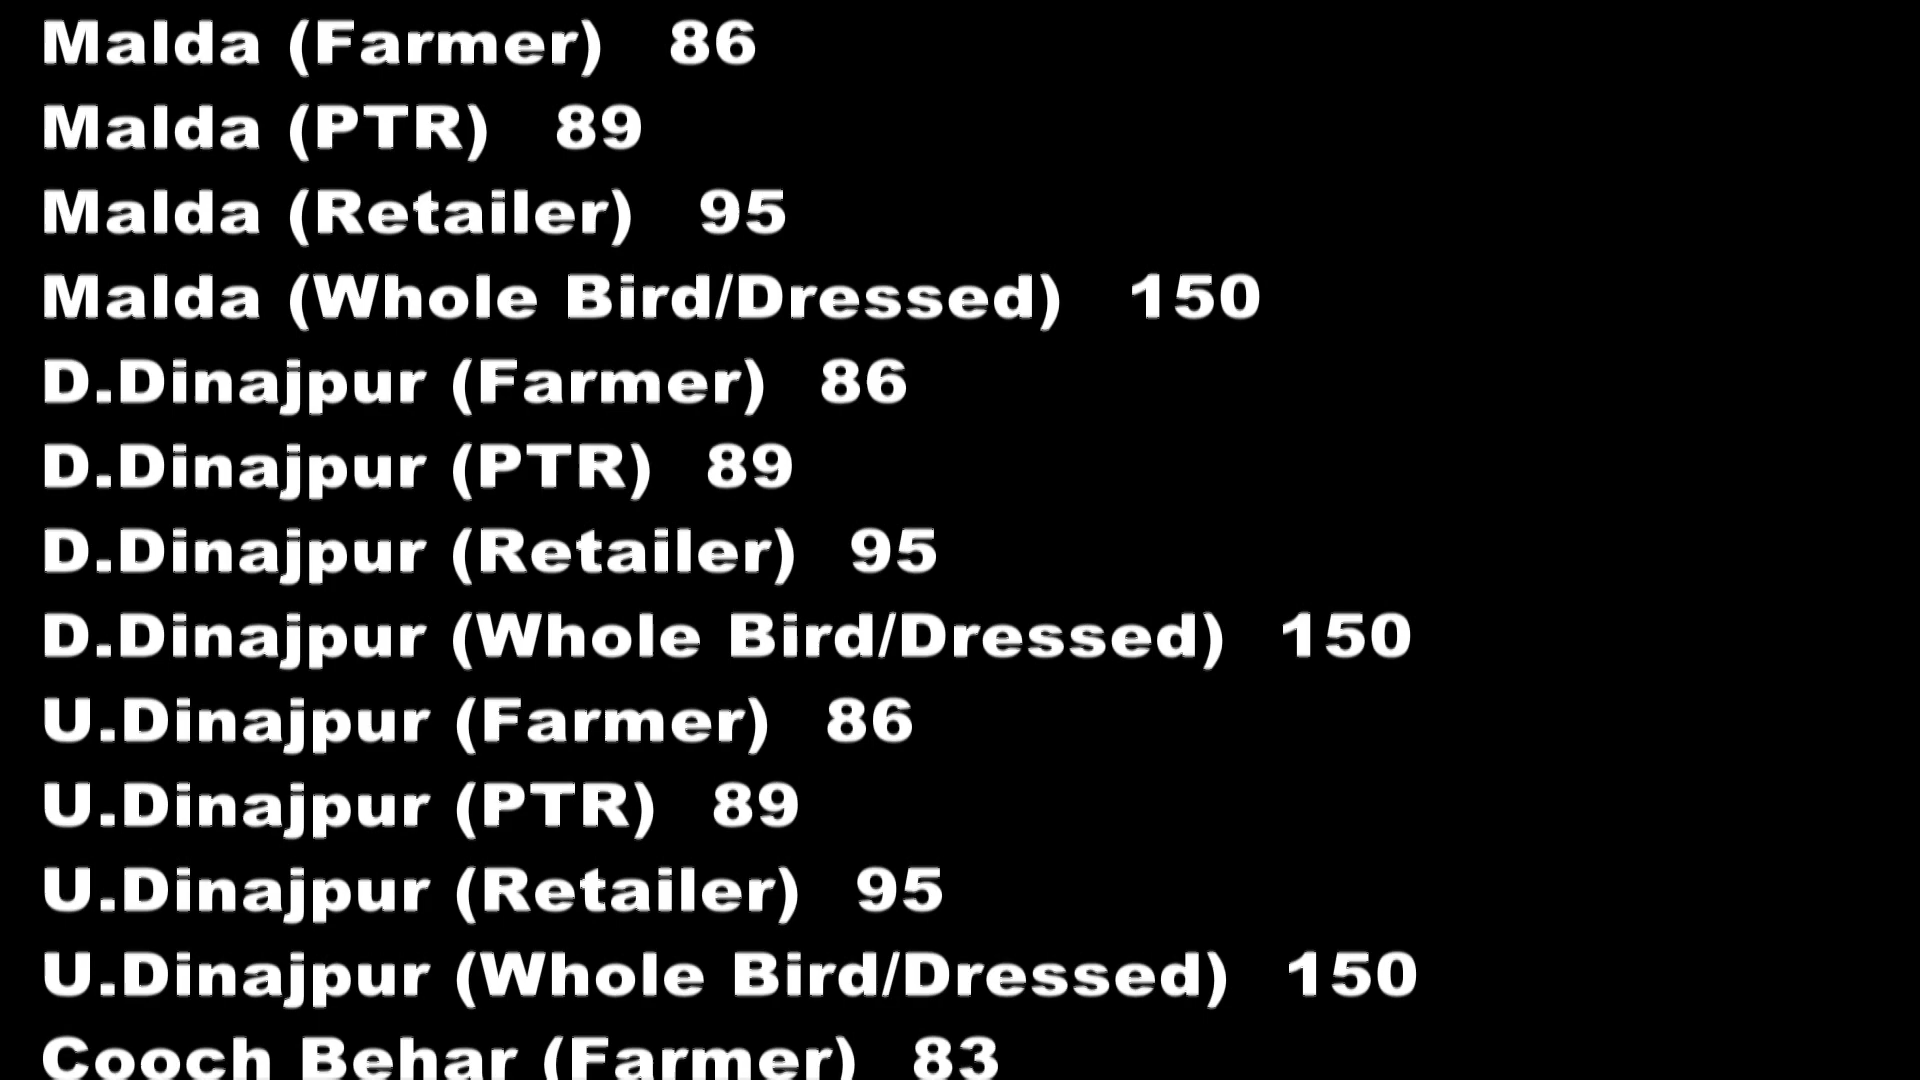 Malda (Farmer) 86
Malda (PTR) 89
Malda (Retailer) 95
Malda (Whole Bird/Dressed) 150
D.Dinajpur (Farmer) 86
D.Dinajpur (PTR) 89
D.Dinajpur (Retailer) 95
D.Dinajpur (Whole Bird/Dressed) 150
U.Dinajpur (Farmer) 86
U.Dinajpur (PTR) 89
U.Dinajpur (Retailer) 95
U.Dinajpur (Whole Bird/Dressed) 150
Cooch Behar (Farmer) 83